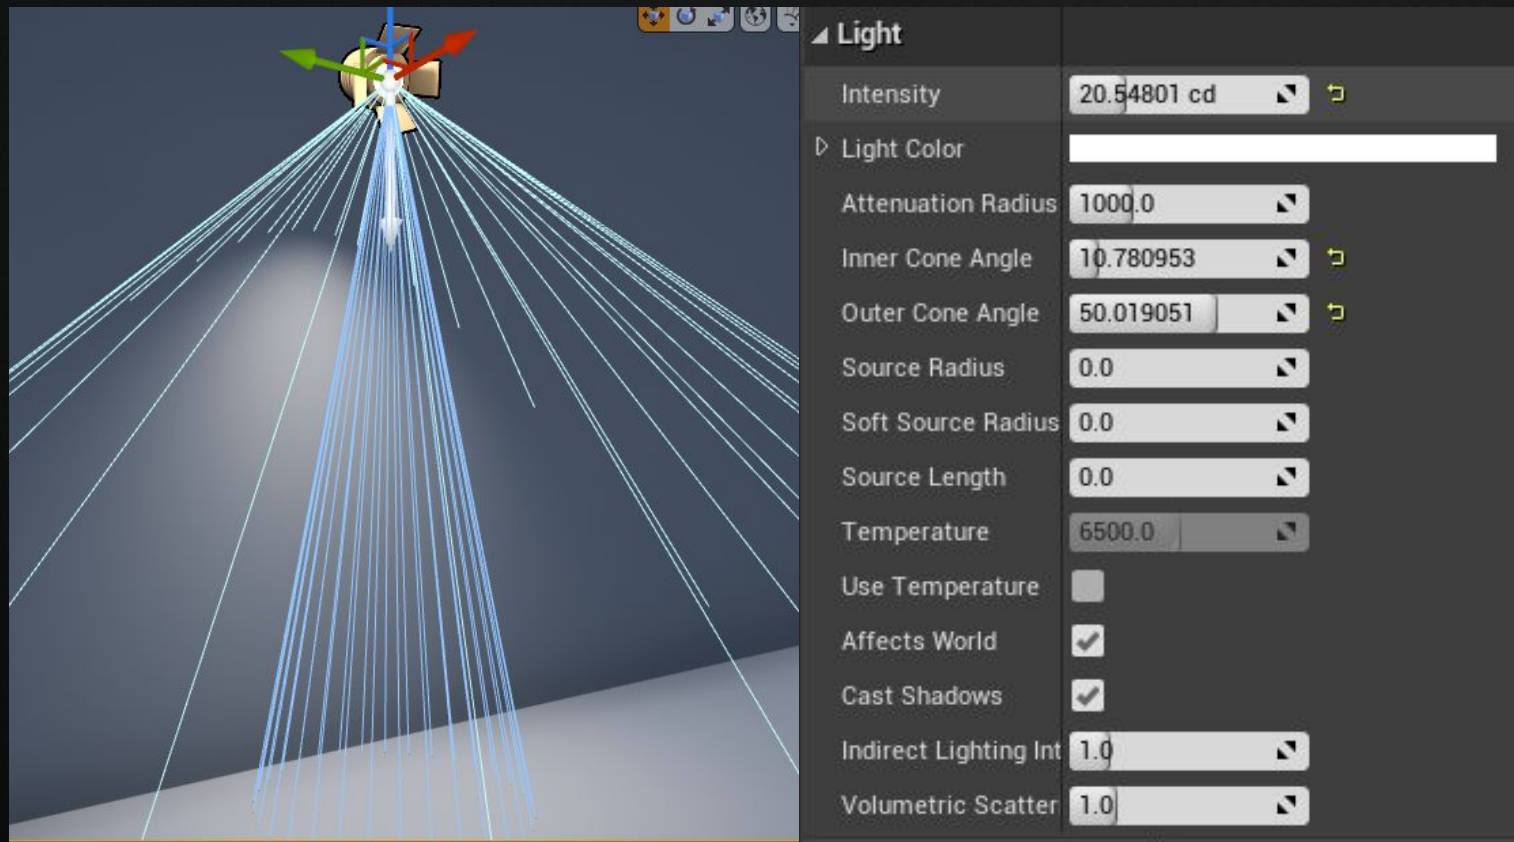 Light
Intensity 20.54801 cd
Light Color
Attenuation Radius 1000.0
Inner Cone Angle 10.780953
Outer Cone Angle 50.019051
Source Radius 0.0
Soft Source Radius 0.0
Source Length 0.0
Temperature 6500.0
Use Temperature
Affects World
Cast Shadows
Indirect Lighting Int 1.0
Volumetric Scatter 1.0